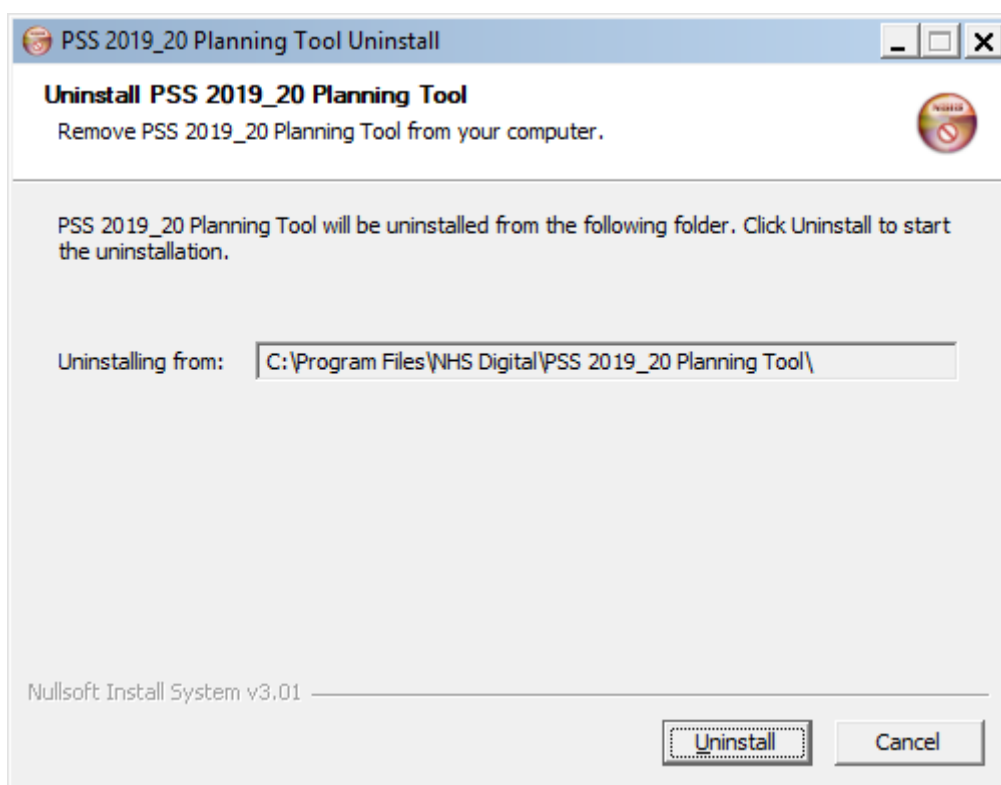 PSS 2019_20 Planning Tool Uninstall
Uninstall PSS 2019_20 Planning Tool
Remove PSS 2019_20 Planning Tool from your computer.
PSS 2019_20 Planning Tool will be uninstalled from the following folder. Click Uninstall to start
the uninstallation.
Uninstalling from: C:\Program Files\NHS Digital\PSS 2019_20 Planning Tool\
Nullsoft Install System v3.01
Uninstall Cancel